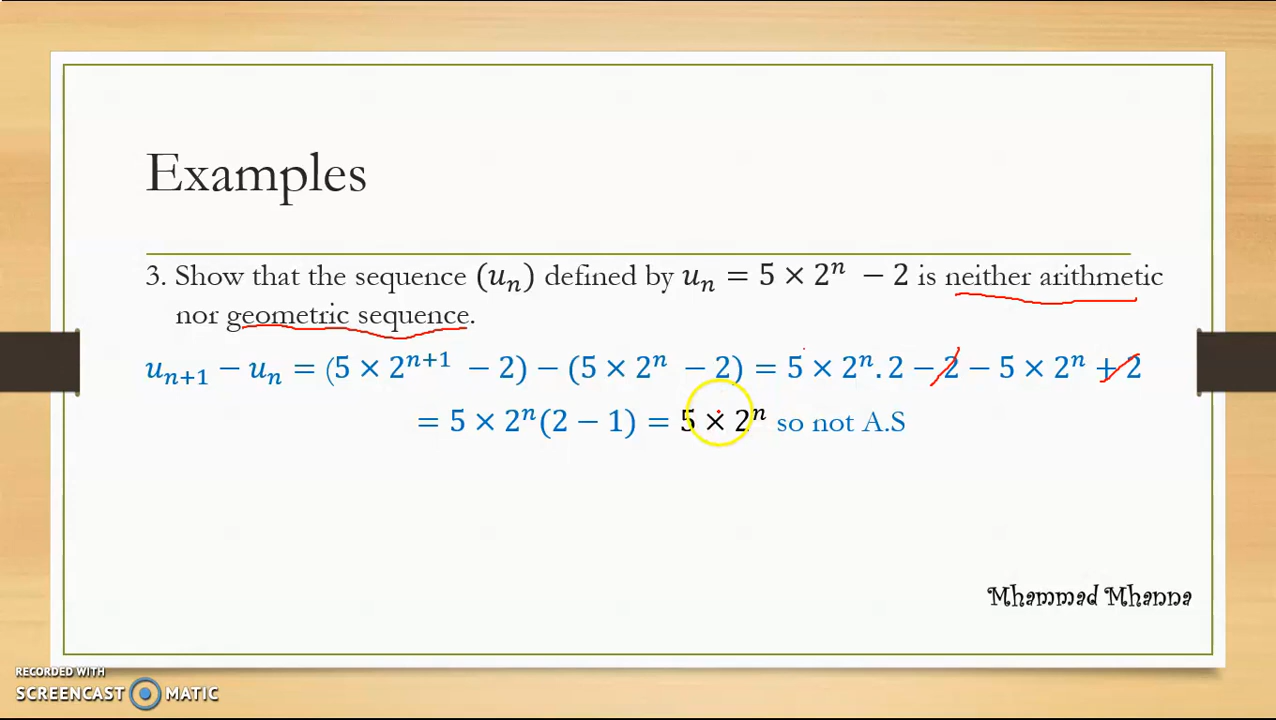 Examples
3. Show that the sequence (uₙ) defined by uₙ = 5 × 2ⁿ − 2 is neither arithmetic
nor geometric sequence.
uₙ₊₁ − uₙ = (5 × 2ⁿ⁺¹ − 2) − (5 × 2ⁿ − 2) = 5 × 2ⁿ. 2 − 2 − 5 × 2ⁿ + 2
= 5 × 2ⁿ(2 − 1) = 5 × 2ⁿ so not A.S
Mhammad Mhanna
RECORDED WITH
SCREENCAST MATIC